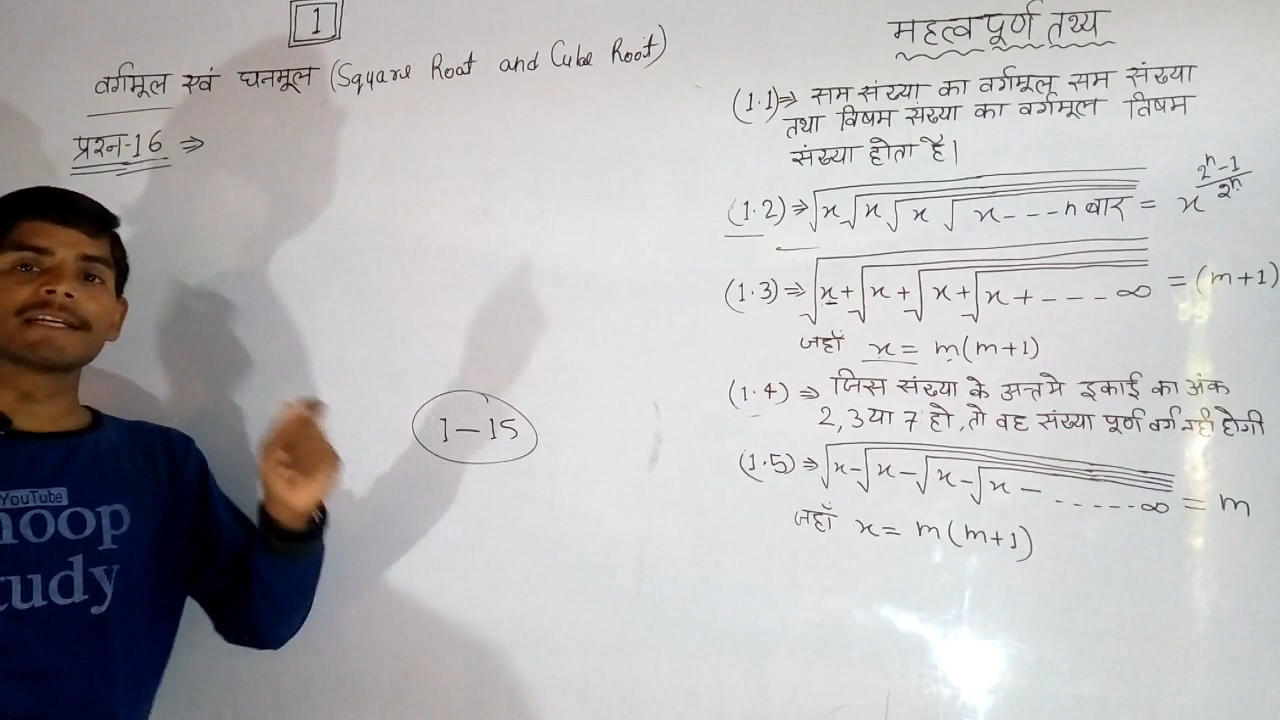 1
वर्गमूल एवं घनमूल (Square Root and Cube Root)
प्रश्न-16 ⇒
1-15
महत्वपूर्ण तथ्य
(1.1)⇒ सम संख्या का वर्गमूल सम संख्या
तथा विषम संख्या का वर्गमूल विषम
संख्या होता है।
(1.2)⇒ √x√x√x√x---n बार = x^(2^n-1)/2^n
(1.3)⇒ √x+√x+√x+√x+---∞ = (m+1)
जहाँ x = m(m+1)
(1.4) ⇒ जिस संख्या के अन्त मे इकाई का अंक
2, 3 या 7 हो, तो वह संख्या पूर्ण वर्ग नही होगी
(1.5)⇒ √x-√x-√x-√x-......∞ = m
जहाँ x = m(m+1)
YouTube
hoop
tudy